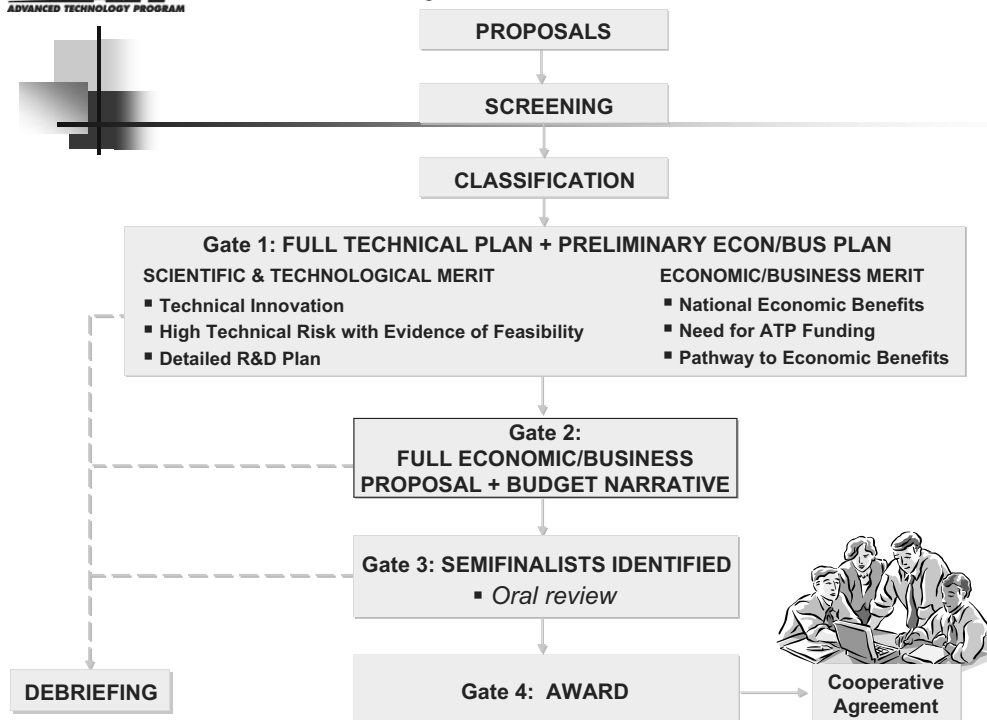 ADVANCED TECHNOLOGY PROGRAM
PROPOSALS
SCREENING
CLASSIFICATION
Gate 1: FULL TECHNICAL PLAN + PRELIMINARY ECON/BUS PLAN
SCIENTIFIC & TECHNOLOGICAL MERIT
▪ Technical Innovation
▪ High Technical Risk with Evidence of Feasibility
▪ Detailed R&D Plan
ECONOMIC/BUSINESS MERIT
▪ National Economic Benefits
▪ Need for ATP Funding
▪ Pathway to Economic Benefits
Gate 2:
FULL ECONOMIC/BUSINESS
PROPOSAL + BUDGET NARRATIVE
Gate 3: SEMIFINALISTS IDENTIFIED
▪ Oral review
DEBRIEFING
Gate 4: AWARD
Cooperative
Agreement